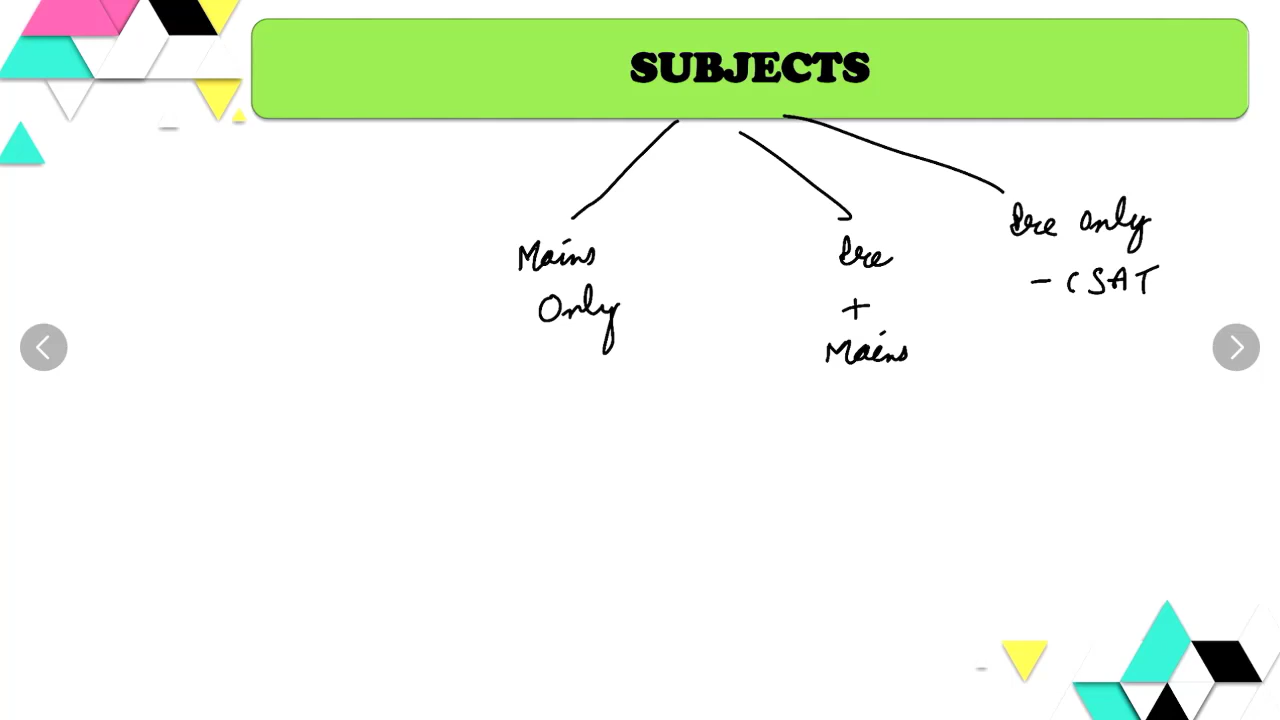 SUBJECTS
Mains
Only
Pre
+
Mains
Pre only
- CSAT